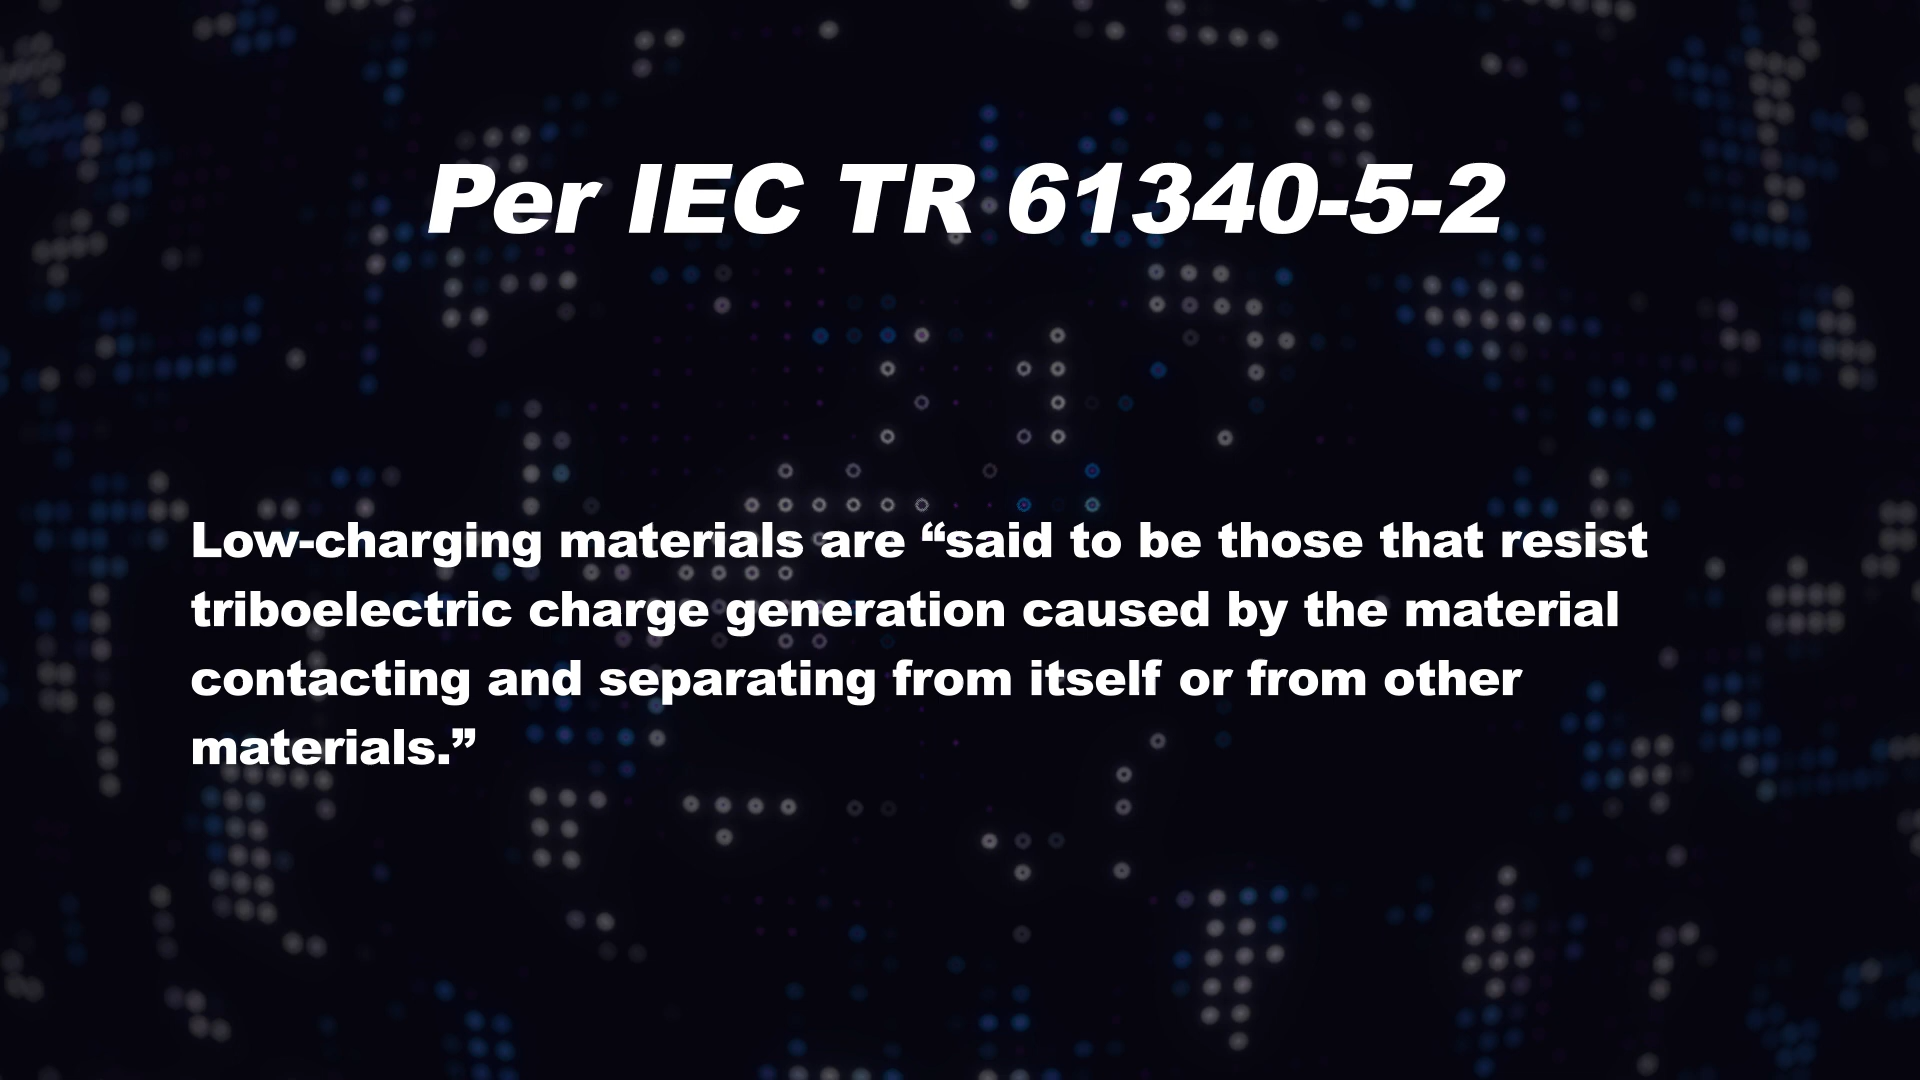 Per IEC TR 61340-5-2
Low-charging materials are “said to be those that resist
triboelectric charge generation caused by the material
contacting and separating from itself or from other
materials.”